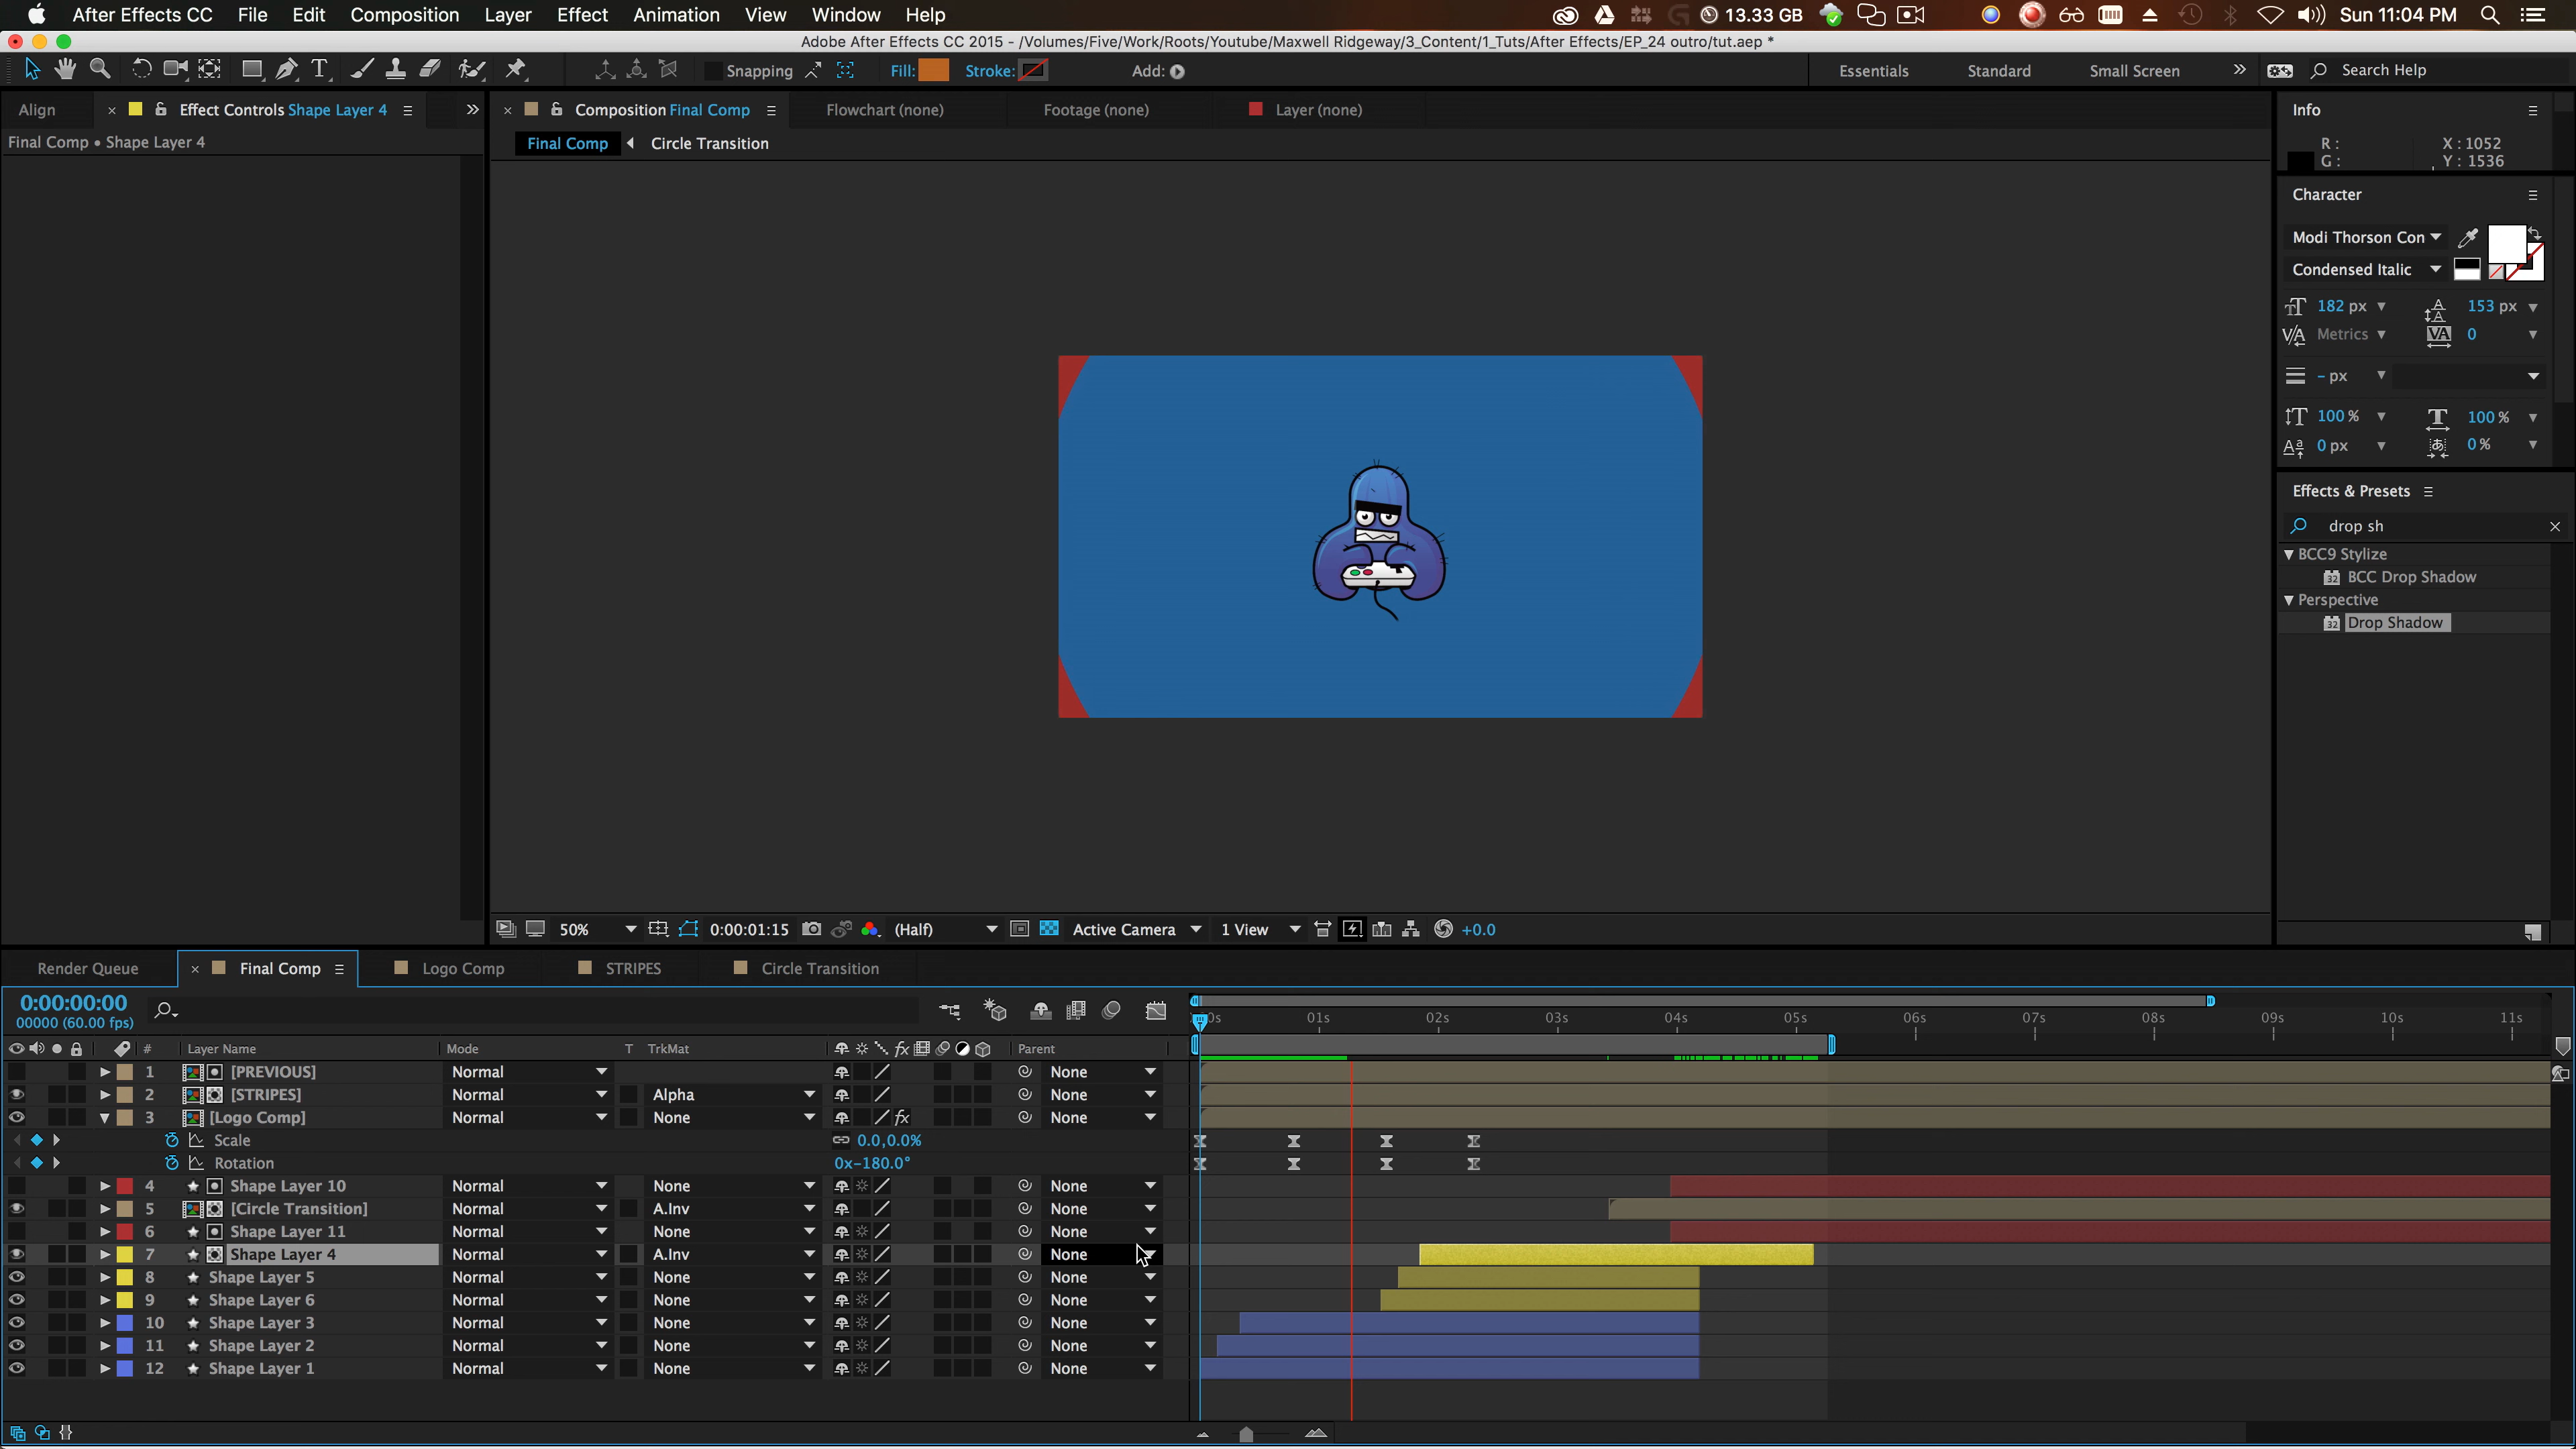 After Effects CC File Edit Composition Layer Effect Animation View Window Help 13.33 GB Sun 11:04 PM
Adobe After Effects CC 2015 - /Volumes/Five/Work/Roots/Youtube/Maxwell Ridgeway/3_Content/1_Tuts/After Effects/EP_24 outro/tut.aep *
Snapping Fill: Stroke: Add: Essentials Standard Small Screen Search Help
Align Effect Controls Shape Layer 4 Composition Final Comp Flowchart (none) Footage (none) Layer (none) Info
Final Comp • Shape Layer 4 Final Comp Circle Transition
R: X: 1052
G: Y: 1536
Character
Modi Thorson Con
Condensed Italic
182 px 153 px
Metrics 0
- px
100% 100%
0 px 0%
Effects & Presets
drop sh
BCC9 Stylize
BCC Drop Shadow
Perspective
Drop Shadow
50% 0:00:01:15 (Half) Active Camera 1 View +0.0
Render Queue Final Comp Logo Comp STRIPES Circle Transition
0:00:00:00
00000 (60.00 fps)
0s 01s 02s 03s 04s 05s 06s 07s 08s 09s 10s 11s
# Layer Name Mode T TrkMat Parent
1 [PREVIOUS] Normal None
2 [STRIPES] Normal Alpha None
3 [Logo Comp] Normal None None
Scale 0.0,0.0%
Rotation 0x-180.0°
4 Shape Layer 10 Normal None None
5 [Circle Transition] Normal A.Inv None
6 Shape Layer 11 Normal None None
7 Shape Layer 4 Normal A.Inv None
8 Shape Layer 5 Normal None None
9 Shape Layer 6 Normal None None
10 Shape Layer 3 Normal None None
11 Shape Layer 2 Normal None None
12 Shape Layer 1 Normal None None